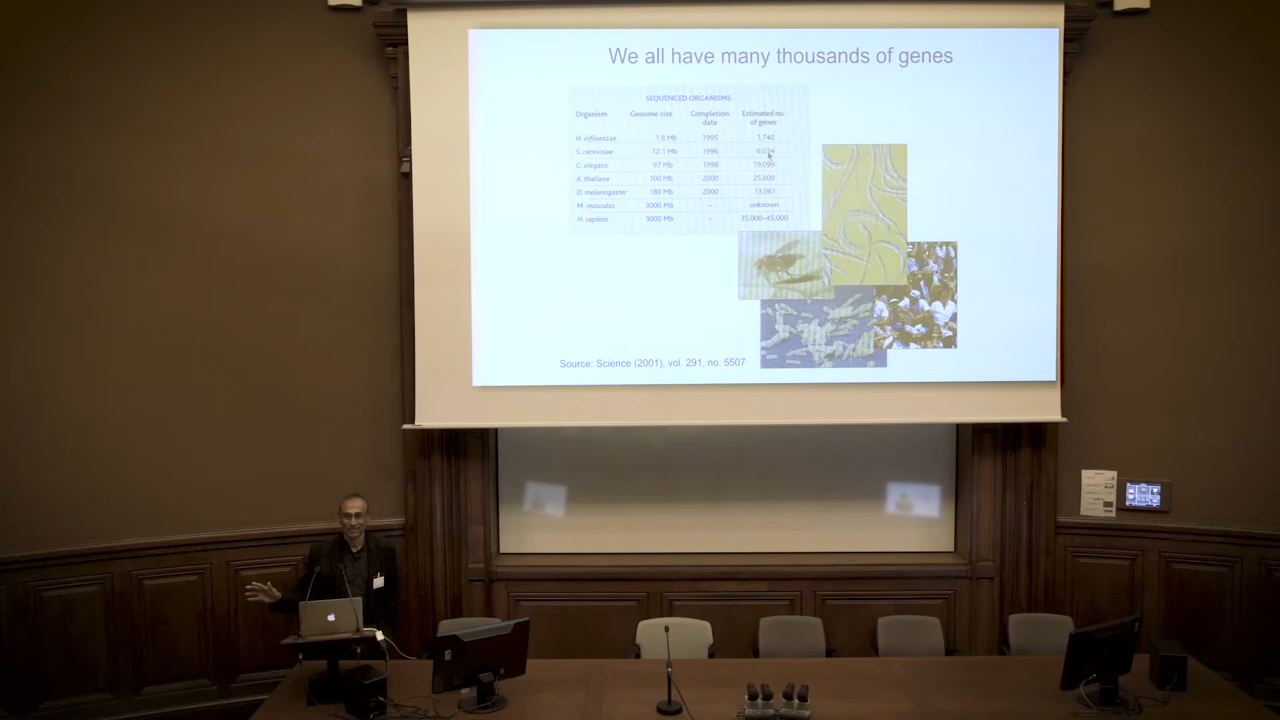 We all have many thousands of genes
SEQUENCED ORGANISMS
Organism Genome size Completion date Estimated no. of genes
H. influenzae 1.8 Mb 1995 1,740
S. cerevisiae 12.1 Mb 1996
C. elegans 97 Mb 1998 19,099
A. thaliana 100 Mb 2000 25,000
D. melanogaster 180 Mb 2000 13,061
M. musculus 3000 Mb – unknown
H. sapiens 3000 Mb – 35,000–45,000
Source: Science (2001), vol. 291, no. 5507